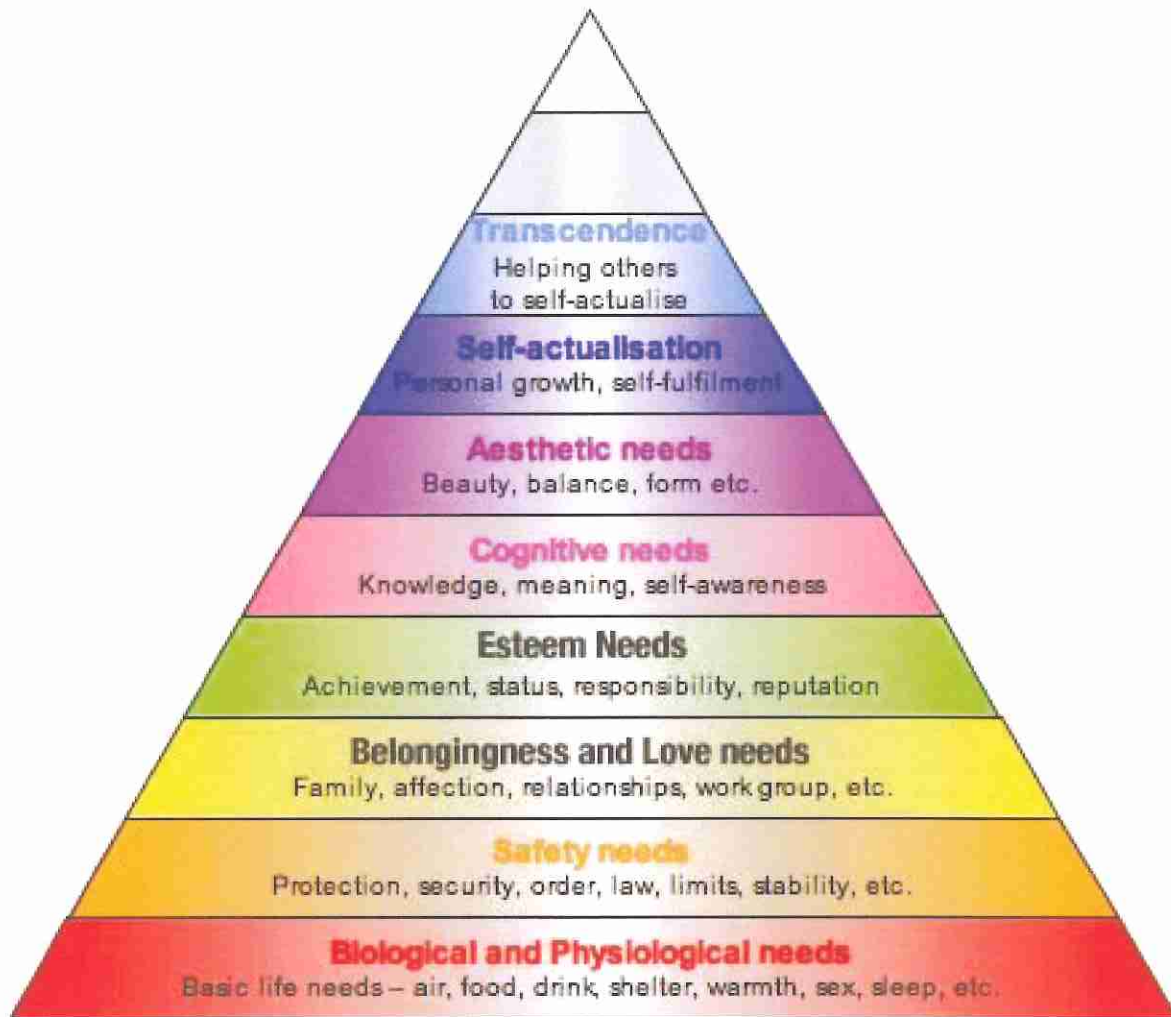 Transcendence
Helping others
to self-actualise
Self-actualisation
Personal growth, self-fulfilment
Aesthetic needs
Beauty, balance, form etc.
Cognitive needs
Knowledge, meaning, self-awareness
Esteem Needs
Achievement, status, responsibility, reputation
Belongingness and Love needs
Family, affection, relationships, work group, etc.
Safety needs
Protection, security, order, law, limits, stability, etc.
Biological and Physiological needs
Basic life needs – air, food, drink, shelter, warmth, sex, sleep, etc.